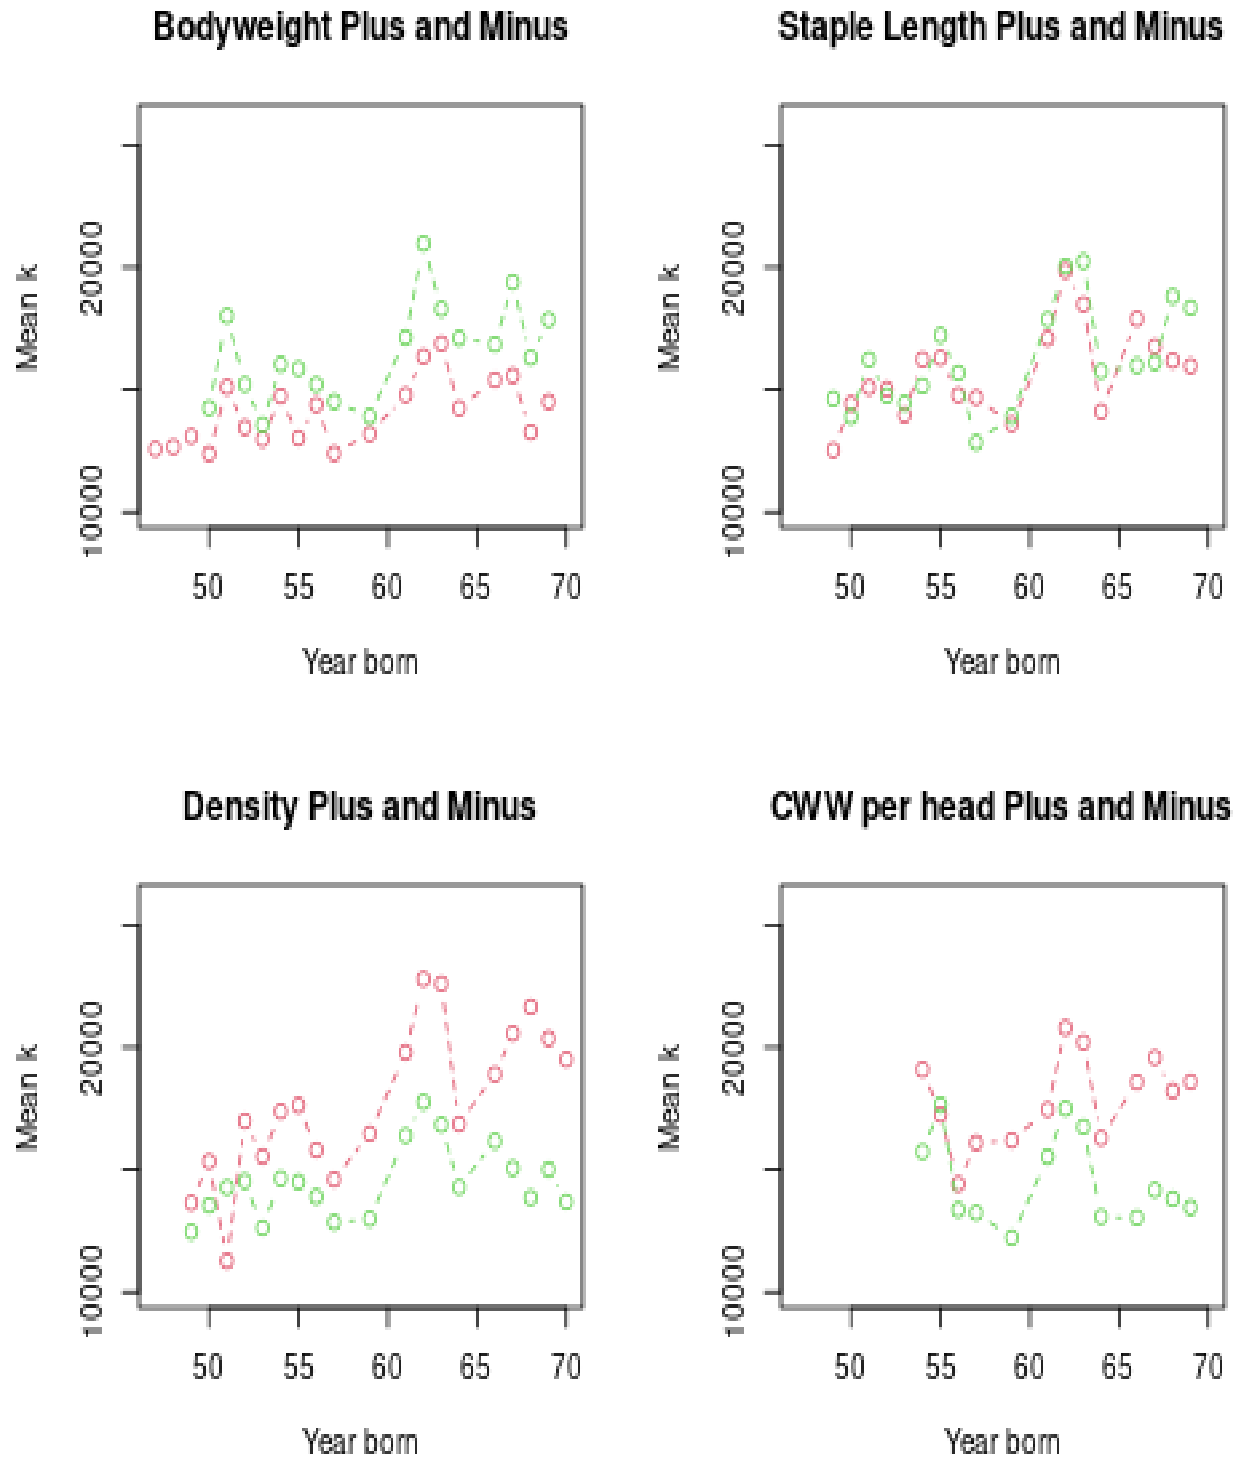 Bodyweight Plus and Minus
Mean k
10000 20000
50 55 60 65 70
Year born
Staple Length Plus and Minus
Mean k
10000 20000
50 55 60 65 70
Year born
Density Plus and Minus
Mean k
10000 20000
50 55 60 65 70
Year born
CWW per head Plus and Minus
Mean k
10000 20000
50 55 60 65 70
Year born